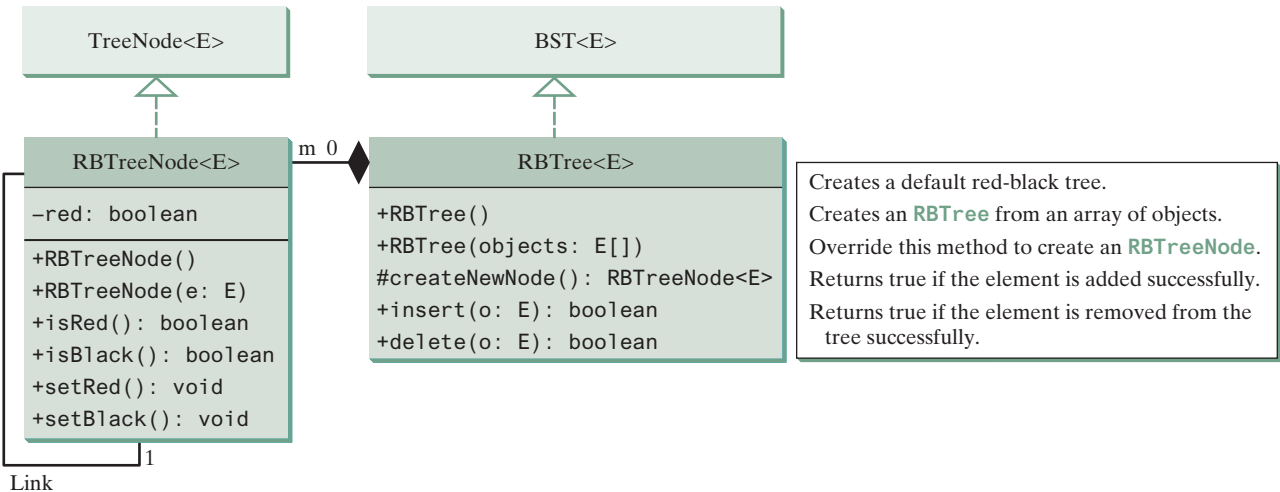 TreeNode<E>
BST<E>
RBTreeNode<E>
–red: boolean
+RBTreeNode()
+RBTreeNode(e: E)
+isRed(): boolean
+isBlack(): boolean
+setRed(): void
+setBlack(): void
m 0
1
Link
RBTree<E>
+RBTree()
+RBTree(objects: E[])
#createNewNode(): RBTreeNode<E>
+insert(o: E): boolean
+delete(o: E): boolean
Creates a default red-black tree.
Creates an RBTree from an array of objects.
Override this method to create an RBTreeNode.
Returns true if the element is added successfully.
Returns true if the element is removed from the
tree successfully.